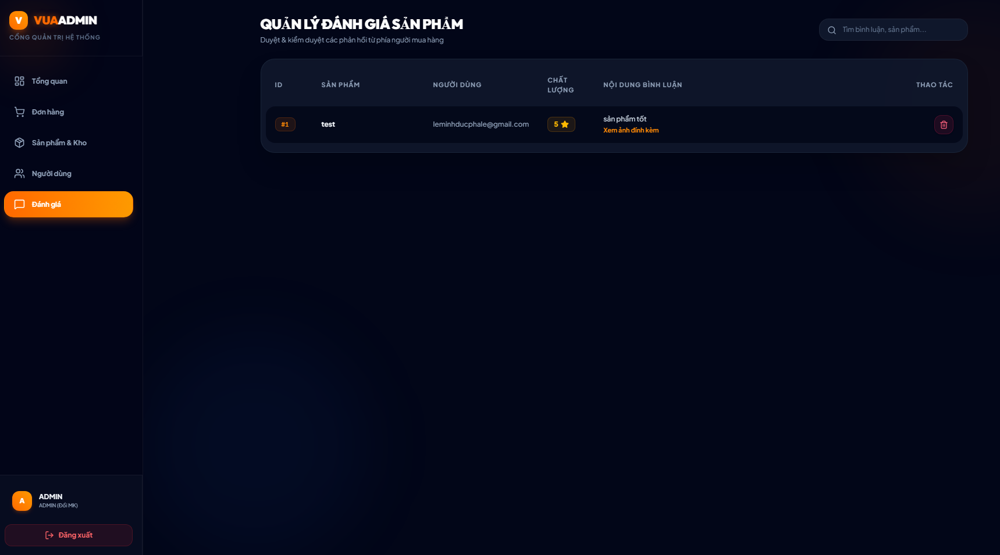 V VUAADMIN
CỔNG QUẢN TRỊ HỆ THỐNG
Tổng quan
Đơn hàng
Sản phẩm & Kho
Người dùng
Đánh giá
A ADMIN
ADMIN (Đổi MK)
Đăng xuất
QUẢN LÝ ĐÁNH GIÁ SẢN PHẨM
Duyệt & kiểm duyệt các phản hồi từ phía người mua hàng
Tìm bình luận, sản phẩm...
ID SẢN PHẨM NGƯỜI DÙNG CHẤT LƯỢNG NỘI DUNG BÌNH LUẬN THAO TÁC
#1 test leminhducphale@gmail.com 5 sản phẩm tốt
Xem ảnh đính kèm